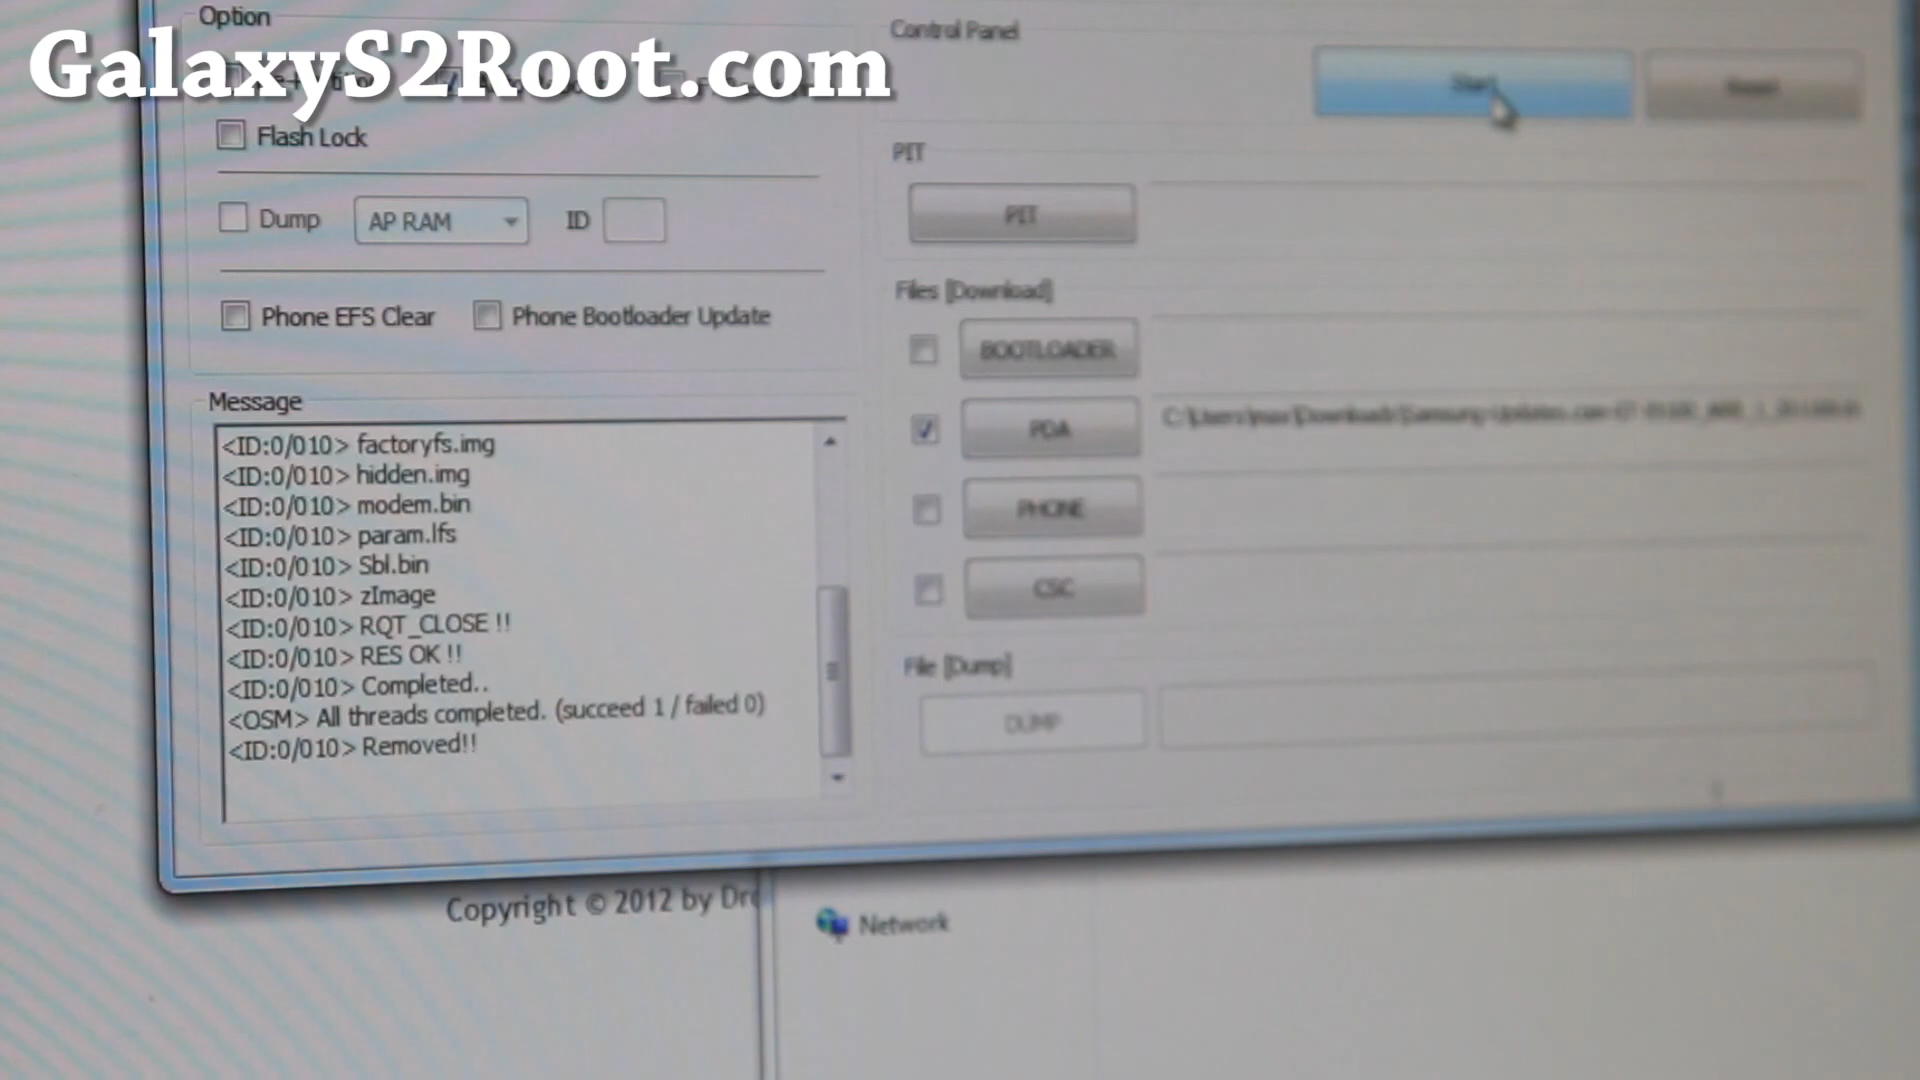 Option
GalaxyS2Root.com
Flash Lock
Dump AP RAM ID
Phone EFS Clear Phone Bootloader Update
Message
<ID:0/010> factoryfs.img
<ID:0/010> hidden.img
<ID:0/010> modem.bin
<ID:0/010> param.lfs
<ID:0/010> Sbl.bin
<ID:0/010> zImage
<ID:0/010> RQT_CLOSE !!
<ID:0/010> RES OK !!
<ID:0/010> Completed..
<OSM> All threads completed. (succeed 1 / failed 0)
<ID:0/010> Removed!!
Control Panel
Start Reset
PIT
PIT
Files [Download]
BOOTLOADER
PDA
PHONE
CSC
File [Dump]
DUMP
Copyright © 2012 by
Network